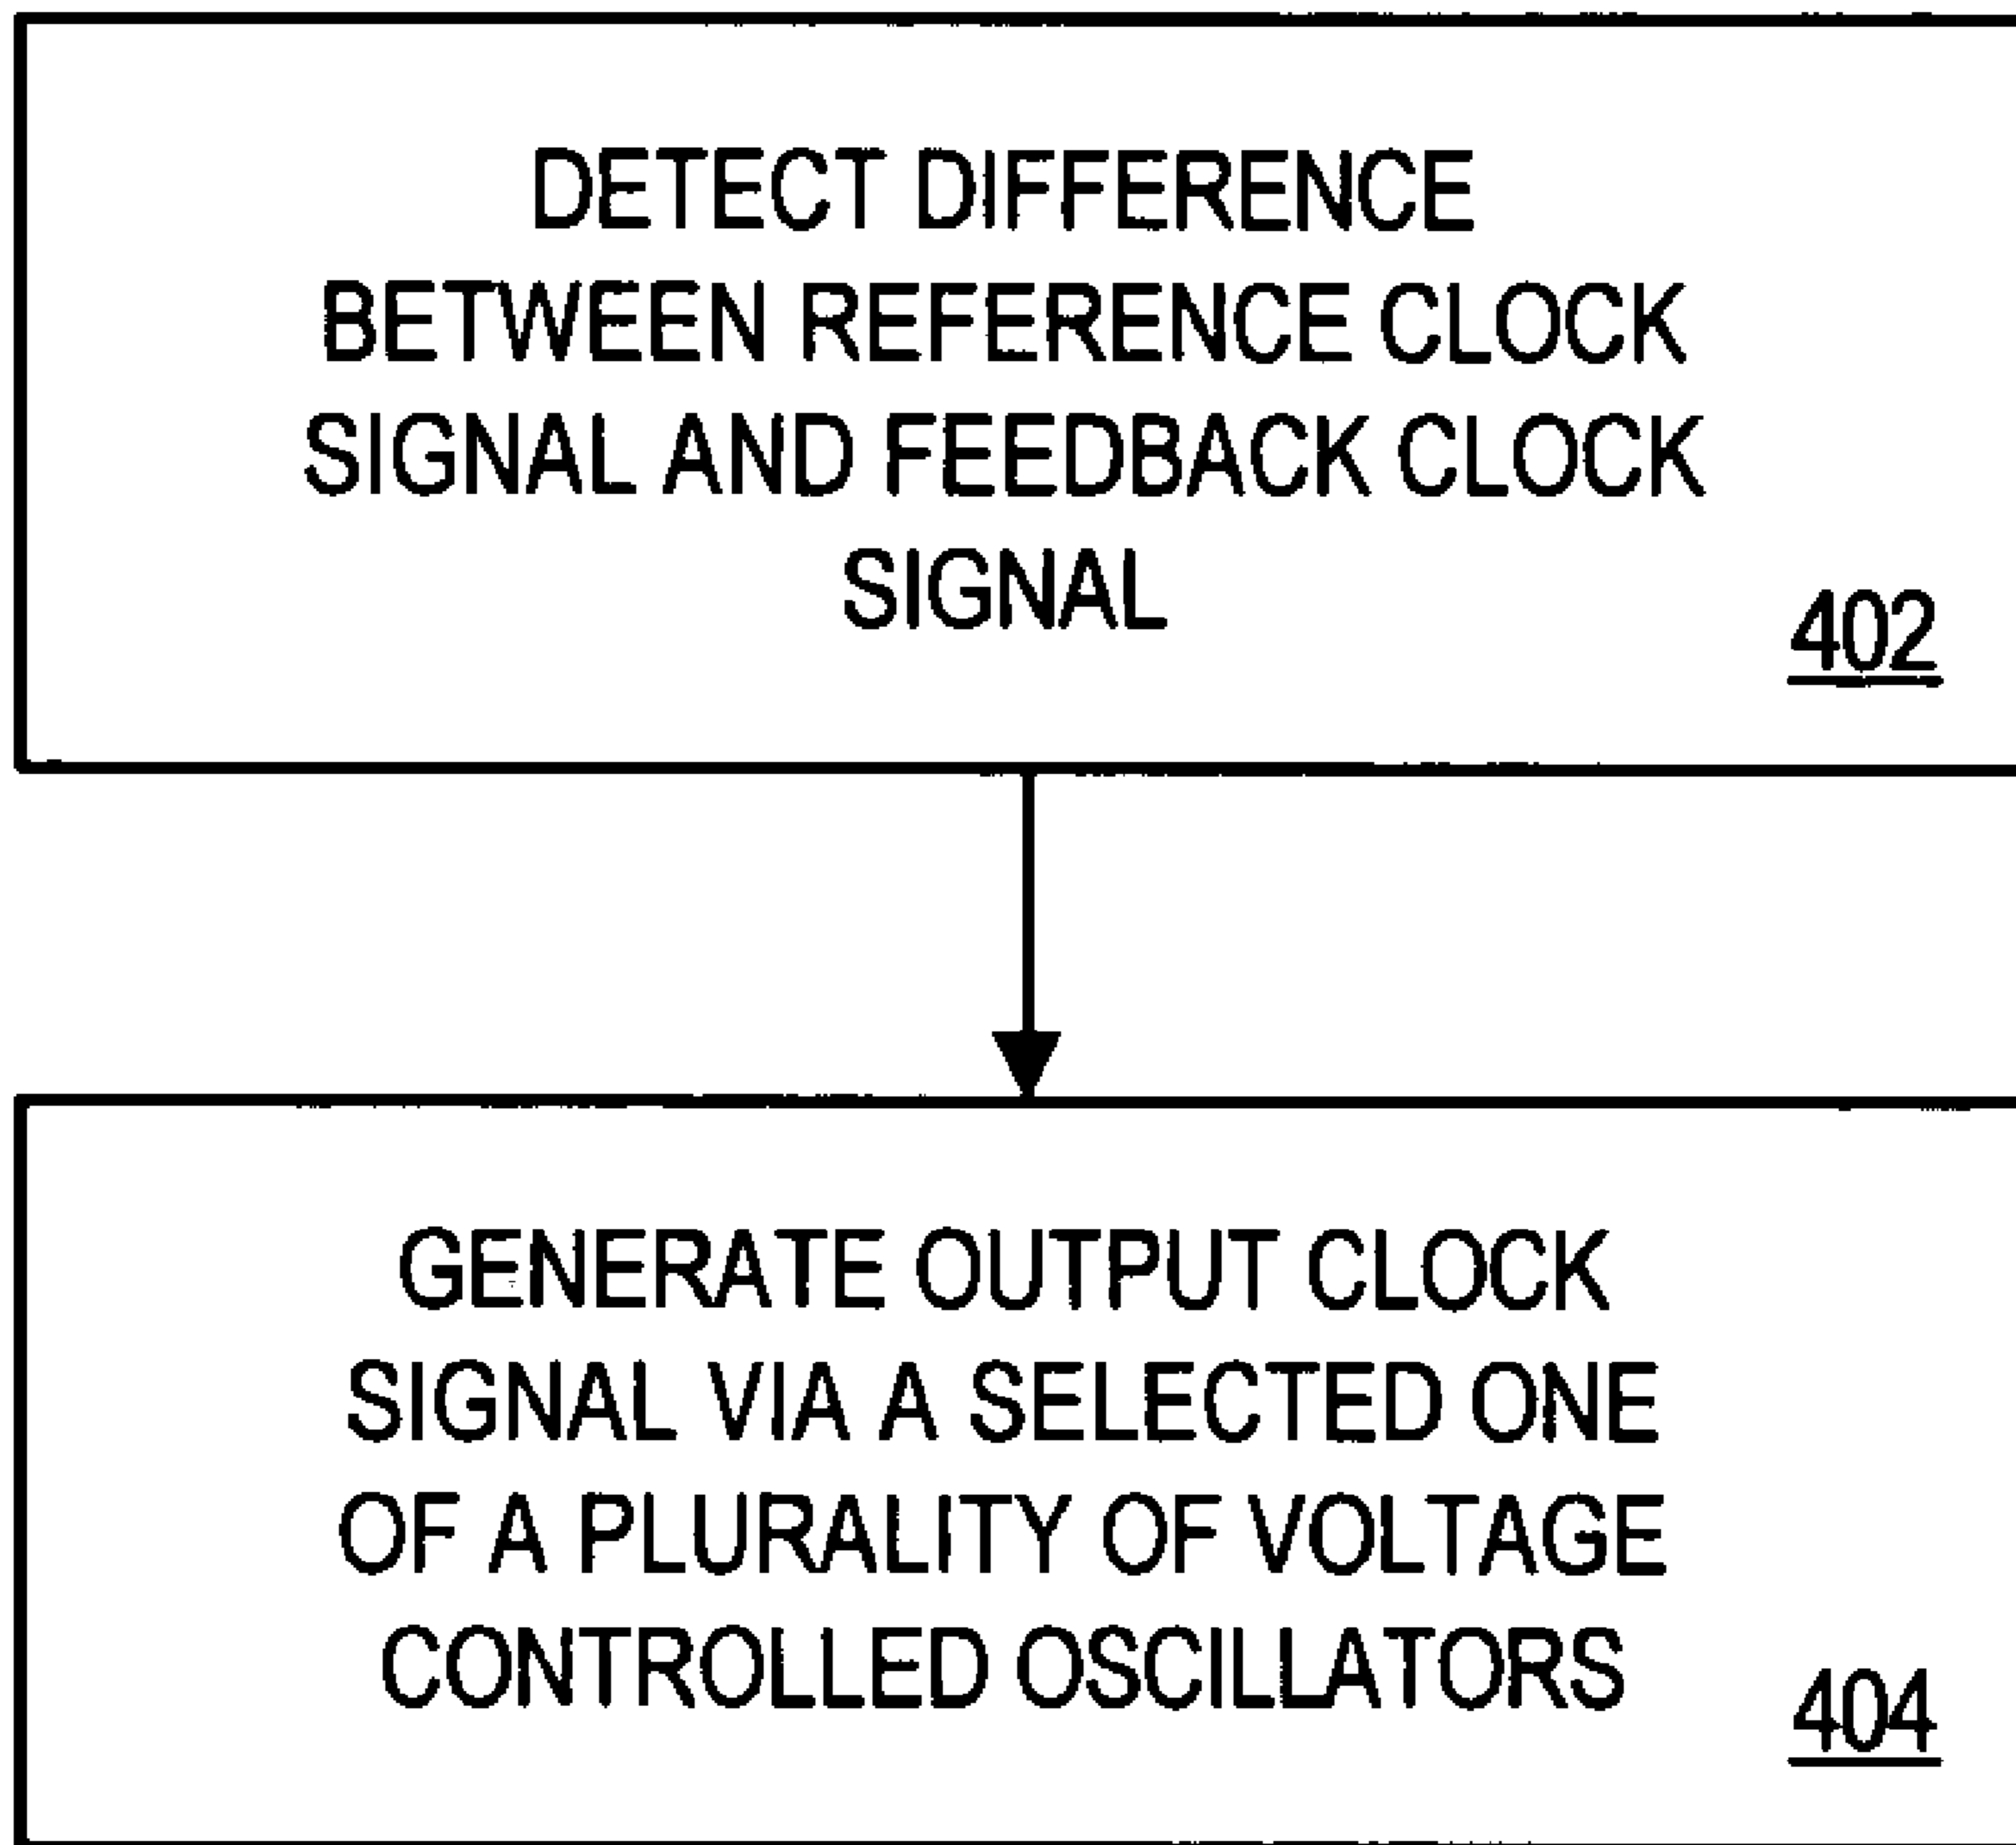 DETECT DIFFERENCE
BETWEEN REFERENCE CLOCK
SIGNAL AND FEEDBACK CLOCK
SIGNAL
402
GENERATE OUTPUT CLOCK
SIGNAL VIA A SELECTED ONE
OF A PLURALITY OF VOLTAGE
CONTROLLED OSCILLATORS
404